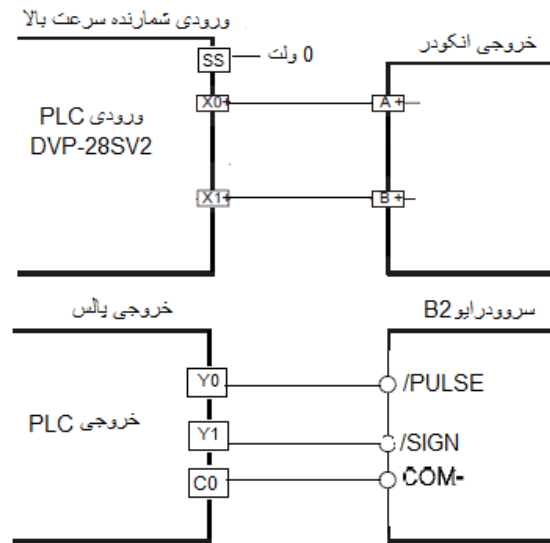 ورودی شمارنده سرعت بالا
خروجی انکودر
SS
0 ولت
X0+
A +
ورودی PLC
DVP-28SV2
X1+
B +
خروجی پالس
سروودرایو B2
Y0
/PULSE
خروجی PLC
Y1
/SIGN
C0
COM-